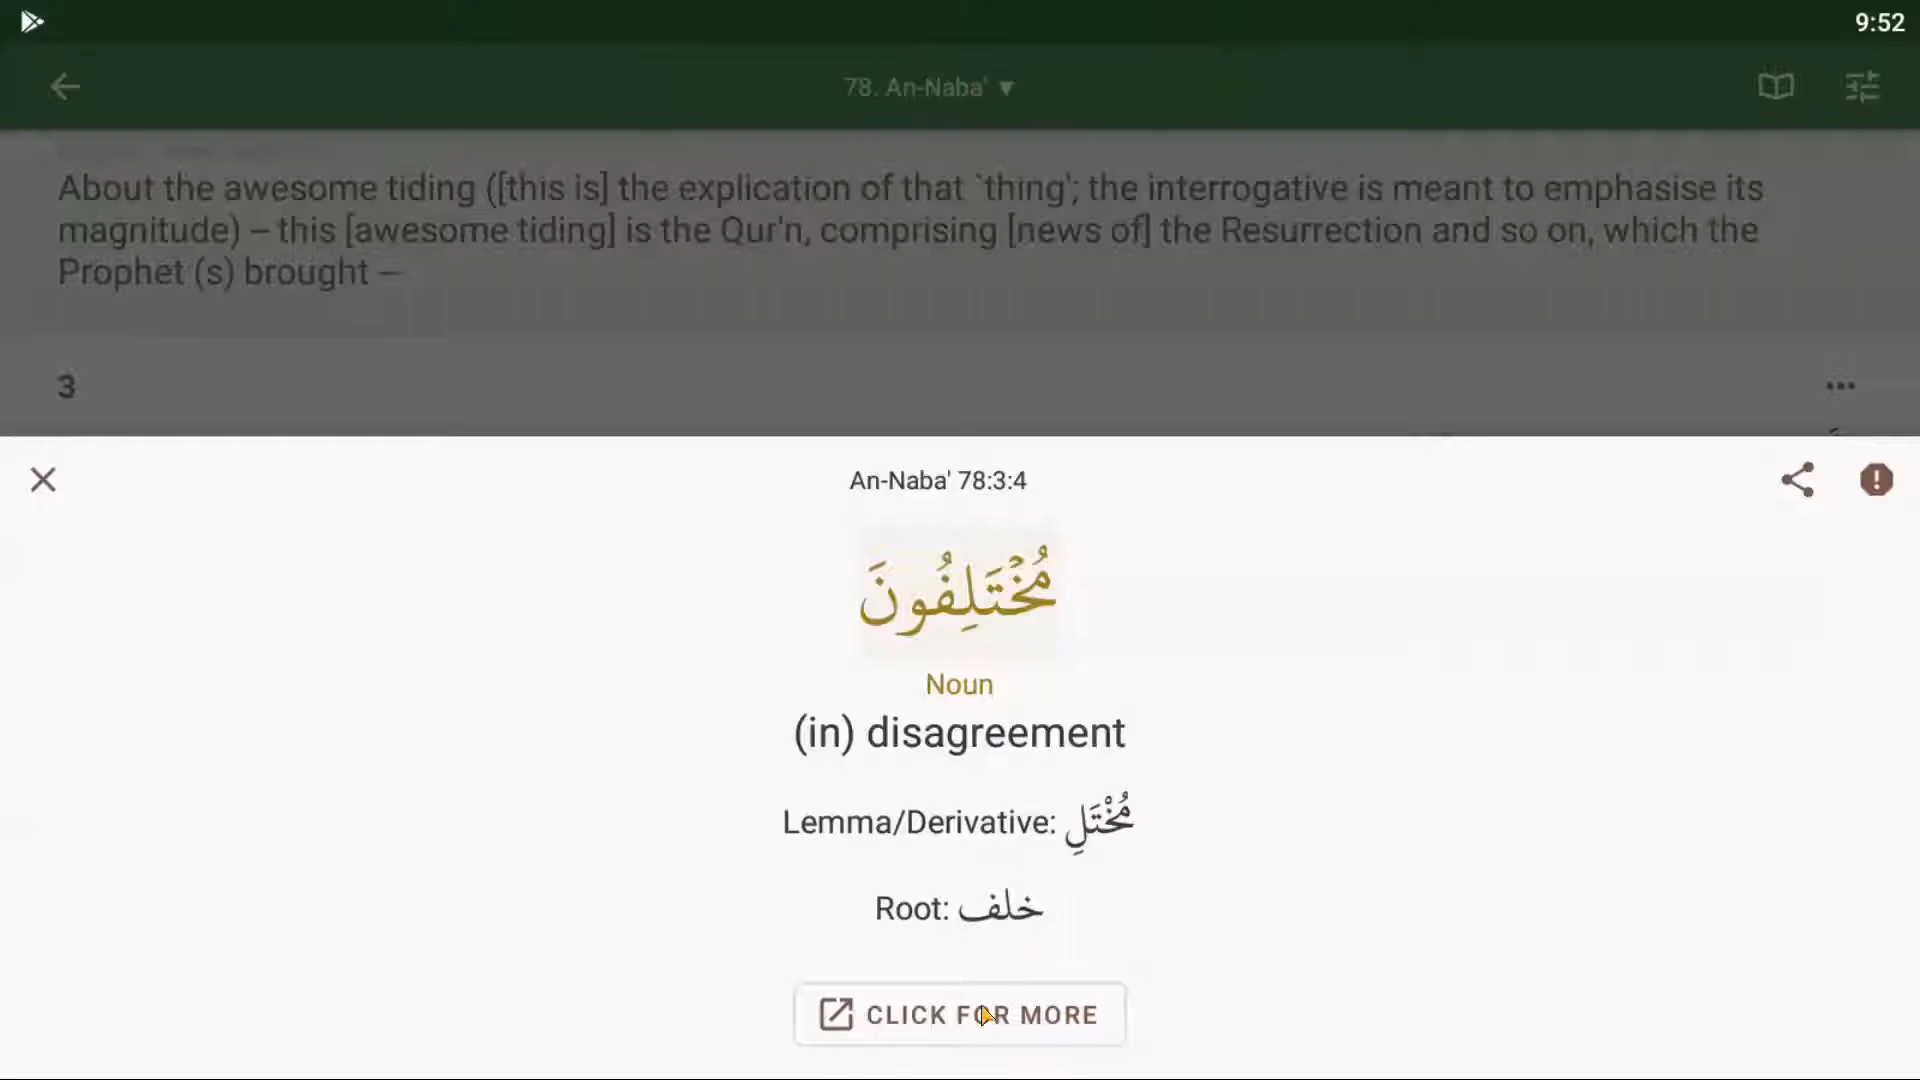 9:52
78. An-Naba' ▼
About the awesome tiding ([this is] the explication of that `thing'; the interrogative is meant to emphasise its
magnitude) – this [awesome tiding] is the Qur'n, comprising [news of] the Resurrection and so on, which the
Prophet (s) brought —
3
An-Naba' 78:3:4
مُخْتَلِفُونَ
Noun
(in) disagreement
Lemma/Derivative: مُخْتَلِ
Root: خلف
CLICK FOR MORE